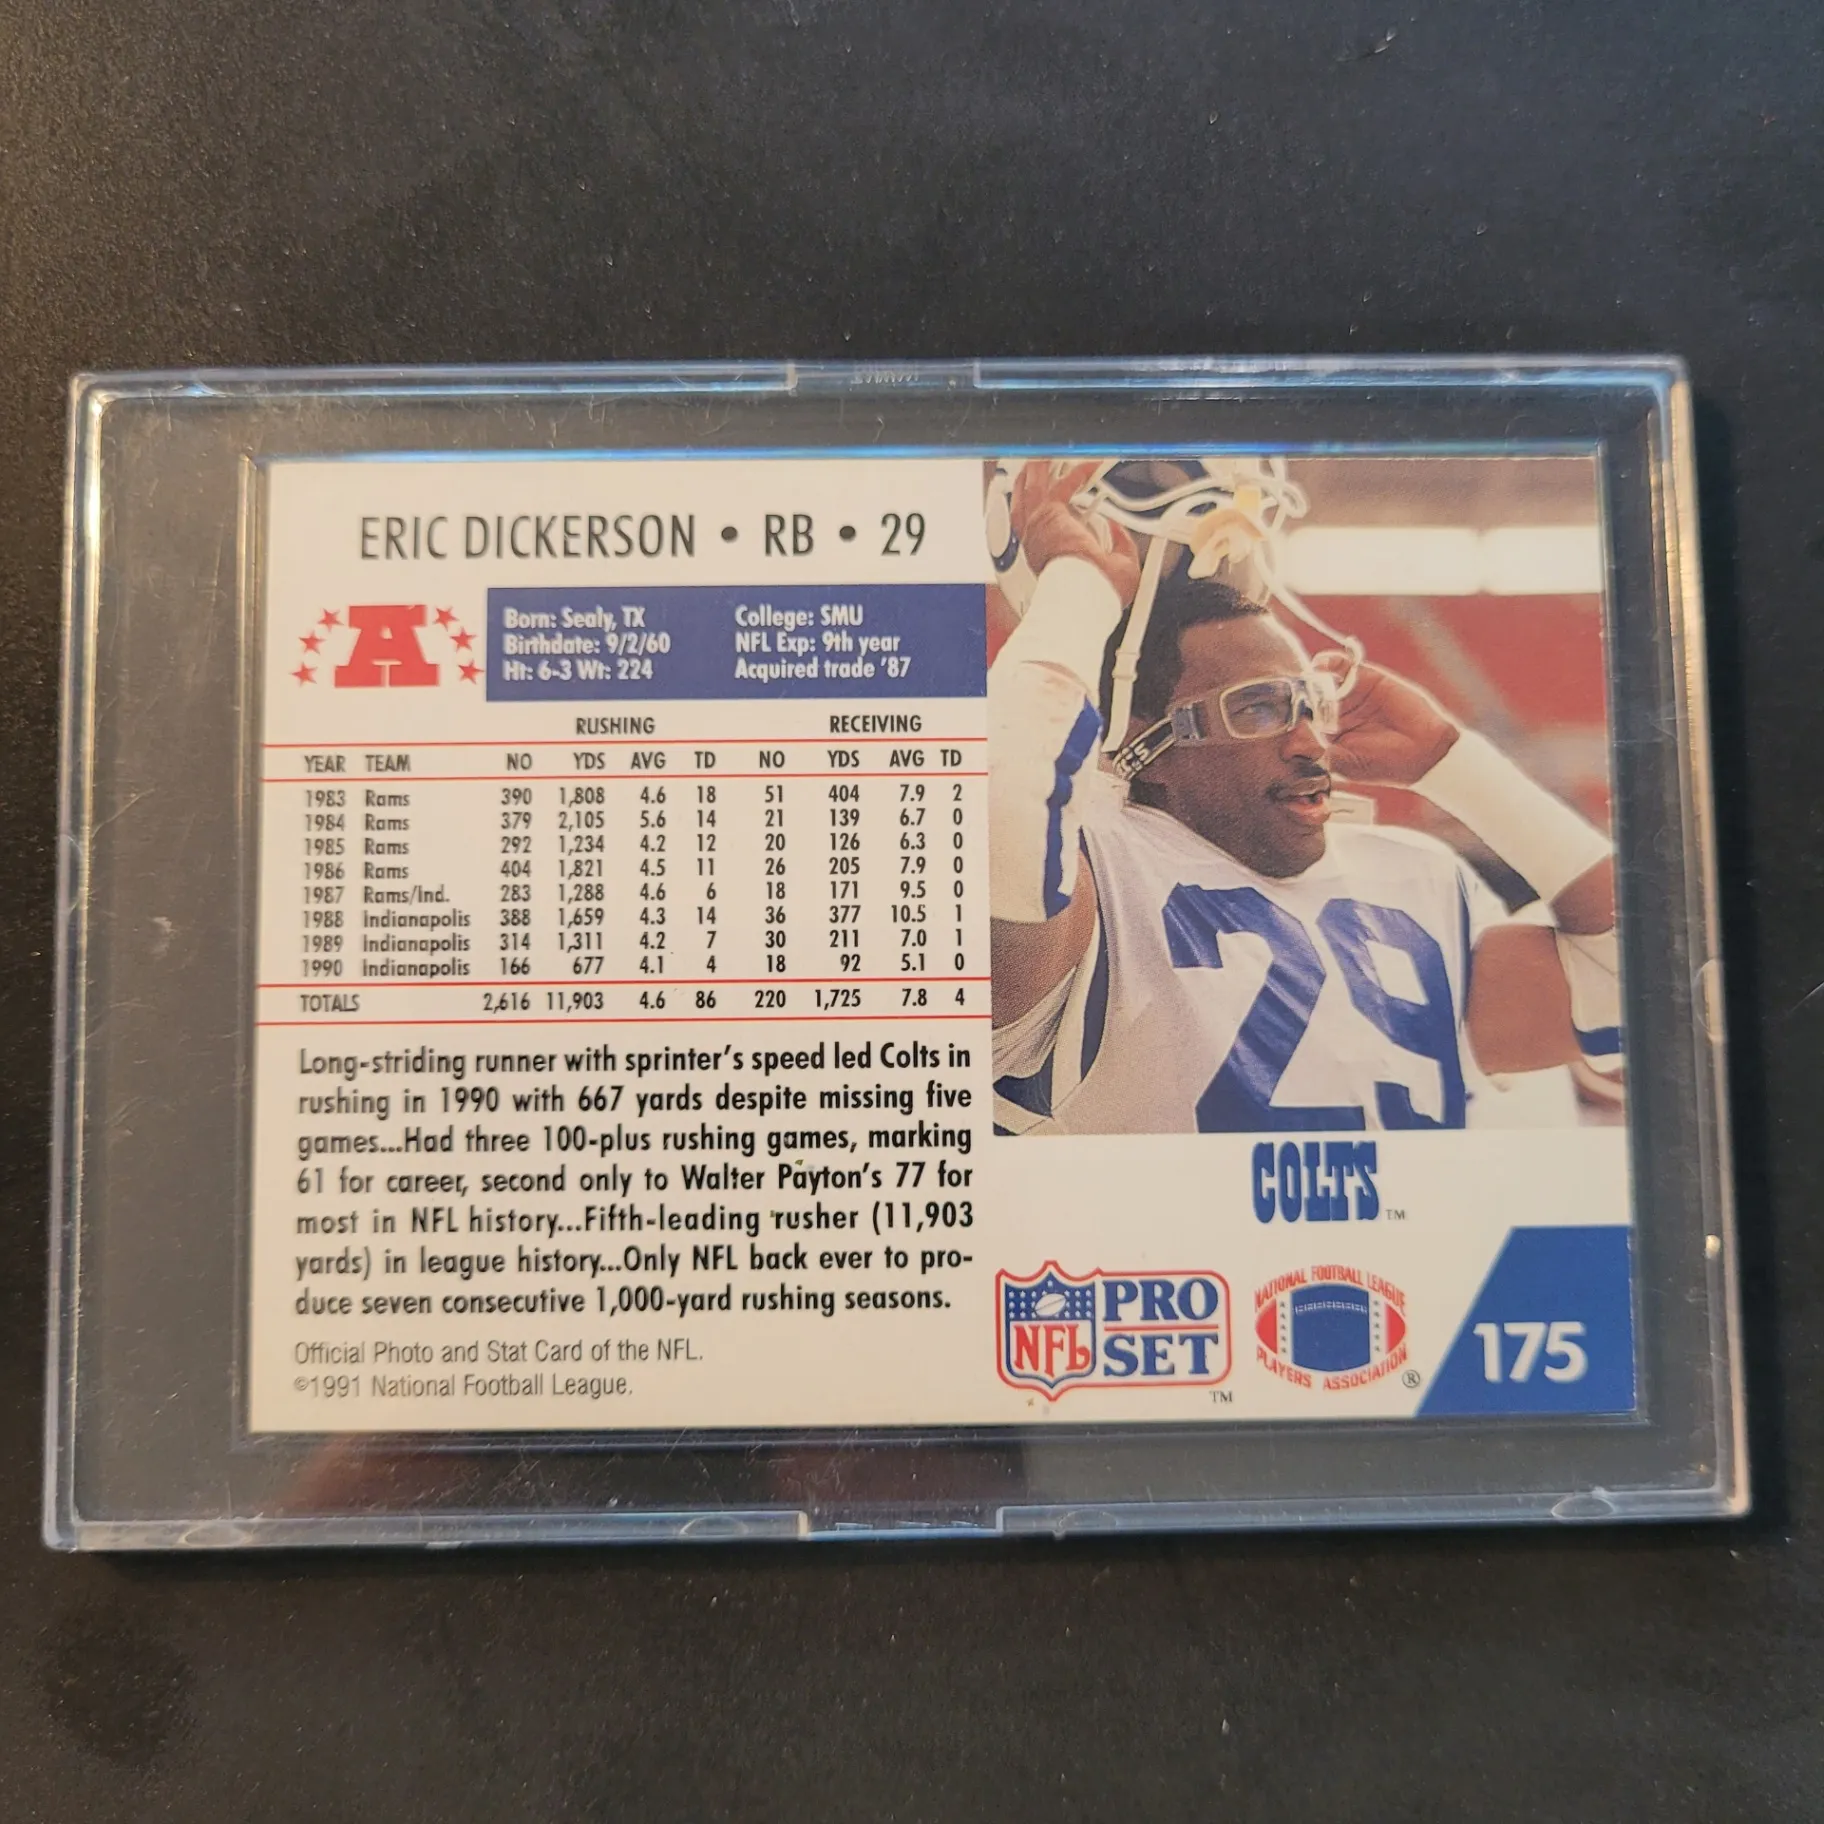 ERIC DICKERSON • RB • 29
A
Born: Sealy, TX College: SMU
Birthdate: 9/2/60 NFL Exp: 9th year
Ht: 6-3 Wt: 224 Acquired trade '87
RUSHING RECEIVING
YEAR TEAM NO YDS AVG TD NO YDS AVG TD
1983 Rams 390 1,808 4.6 18 51 404 7.9 2
1984 Rams 379 2,105 5.6 14 21 139 6.7 0
1985 Rams 292 1,234 4.2 12 20 126 6.3 0
1986 Rams 404 1,821 4.5 11 26 205 7.9 0
1987 Rams/Ind. 283 1,288 4.6 6 18 171 9.5 0
1988 Indianapolis 388 1,659 4.3 14 36 377 10.5 1
1989 Indianapolis 314 1,311 4.2 7 30 211 7.0 1
1990 Indianapolis 166 677 4.1 4 18 92 5.1 0
TOTALS 2,616 11,903 4.6 86 220 1,725 7.8 4
Long-striding runner with sprinter's speed led Colts in
rushing in 1990 with 667 yards despite missing five
games...Had three 100-plus rushing games, marking
61 for career, second only to Walter Payton's 77 for
most in NFL history...Fifth-leading rusher (11,903
yards) in league history...Only NFL back ever to pro-
duce seven consecutive 1,000-yard rushing seasons.
Official Photo and Stat Card of the NFL.
©1991 National Football League.
29
COLTS TM
NFL PRO SET TM
NATIONAL FOOTBALL LEAGUE
PLAYERS ASSOCIATION ®
175